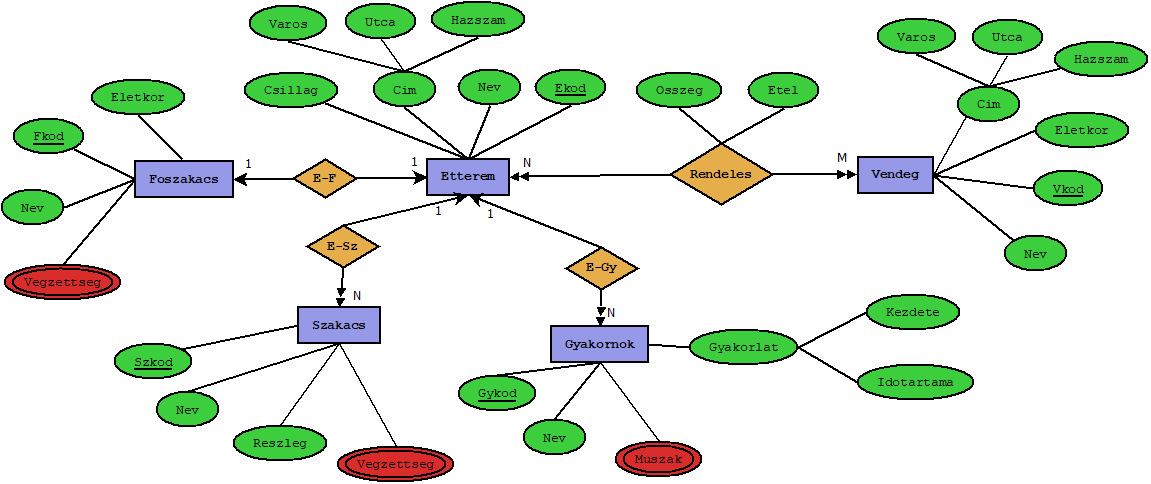 Varos
Utca
Hazszam
Csillag
Cim
Nev
Ekod
Osszeg
Etel
Varos
Utca
Hazszam
Cim
Eletkor
Vkod
Nev
Eletkor
Fkod
Nev
Vegzettseg
Foszakacs
1
E-F
1
Etterem
N
Rendeles
M
Vendeg
1
1
E-Sz
E-Gy
N
N
Szakacs
Gyakornok
Szkod
Nev
Reszleg
Vegzettseg
Gykod
Nev
Muszak
Gyakorlat
Kezdete
Idotartama